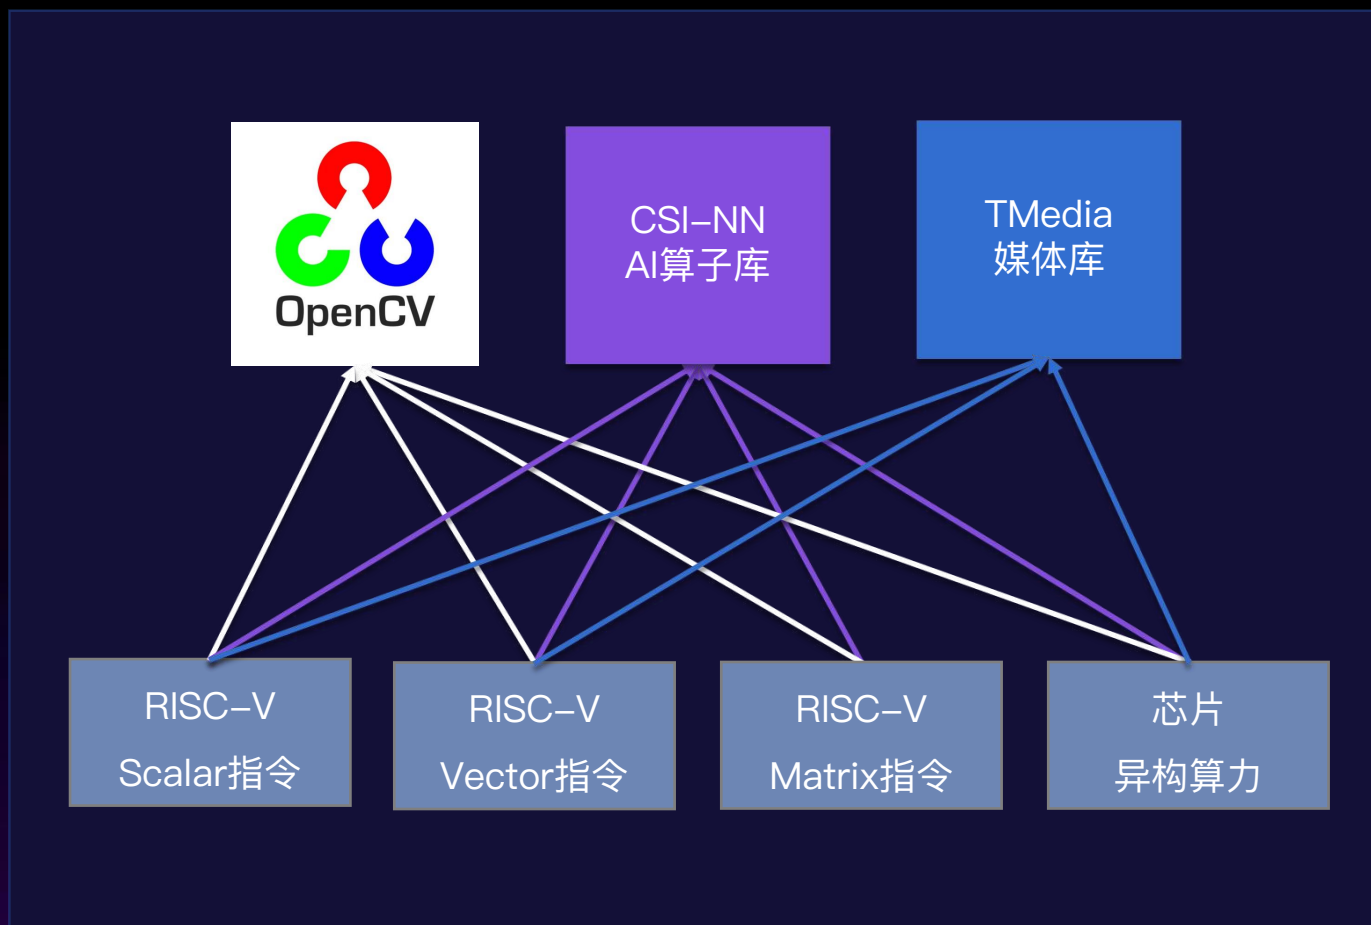 OpenCV
CSI-NN
AI算子库
TMedia
媒体库
RISC-V
Scalar指令
RISC-V
Vector指令
RISC-V
Matrix指令
芯片
异构算力